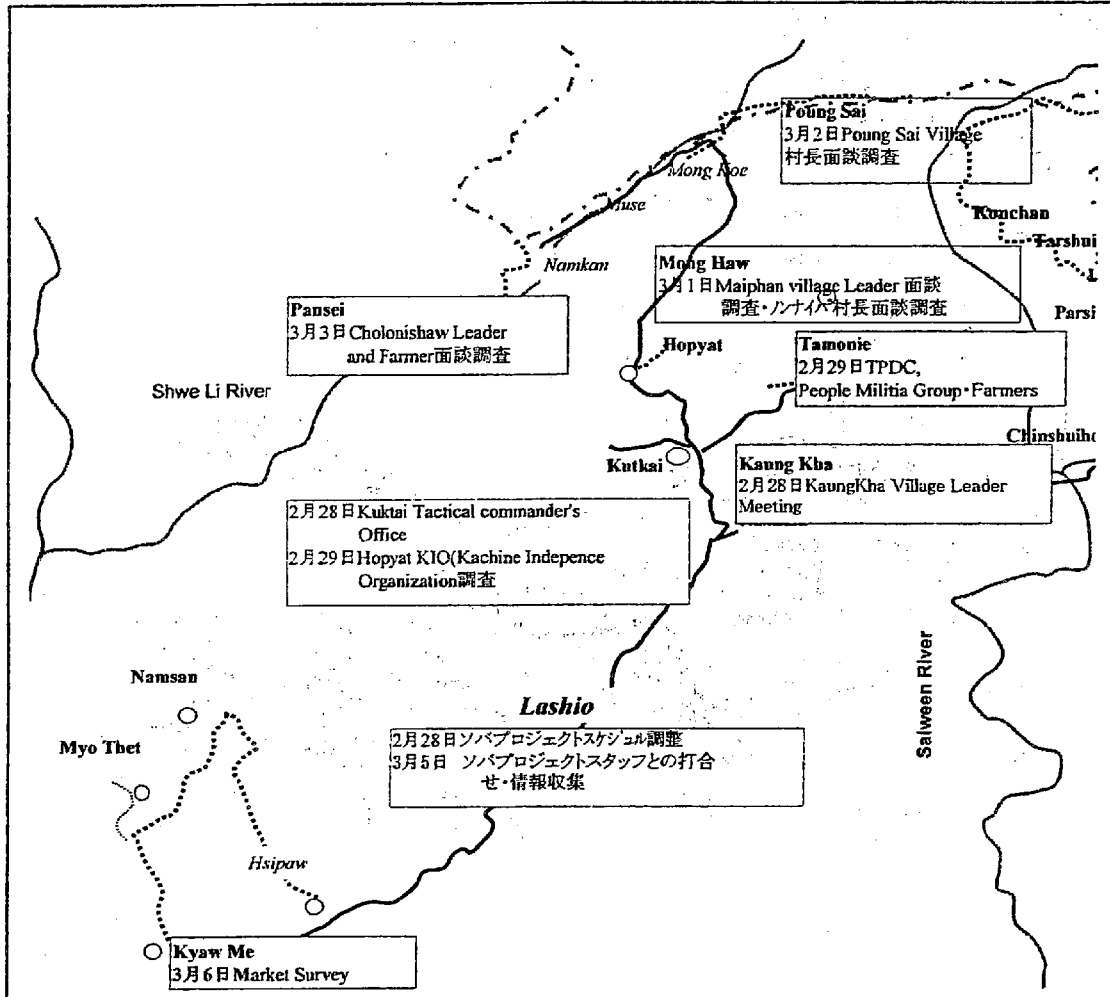 Poung Sai
3月2日Poung Sai Village
村長面談調査
Mong Koe
Muse
Konchan
Tarshui
Namkan
Mong Haw
3月1日Maiphan village Leader 面談
調査・ノンナイパ村長面談調査
Parsi
Pansei
3月3日Cholonishaw Leader
and Farmer面談調査
Hopyat
Tamonie
2月29日TPDC,
People Militia Group・Farmers
Shwe Li River
Chinshuiho
Kutkai
Kaung Kha
2月28日KaungKha Village Leader
Meeting
2月28日Kuktai Tactical commander's
Office
2月29日Hopyat KIO(Kachine Indepence
Organization調査
Salween River
Namsan
Lashio
2月28日ソバプロジェクトスケジュル調整
3月5日 ソバプロジェクトスタッフとの打合
せ・情報収集
Myo Thet
Hsipaw
Kyaw Me
3月6日Market Survey